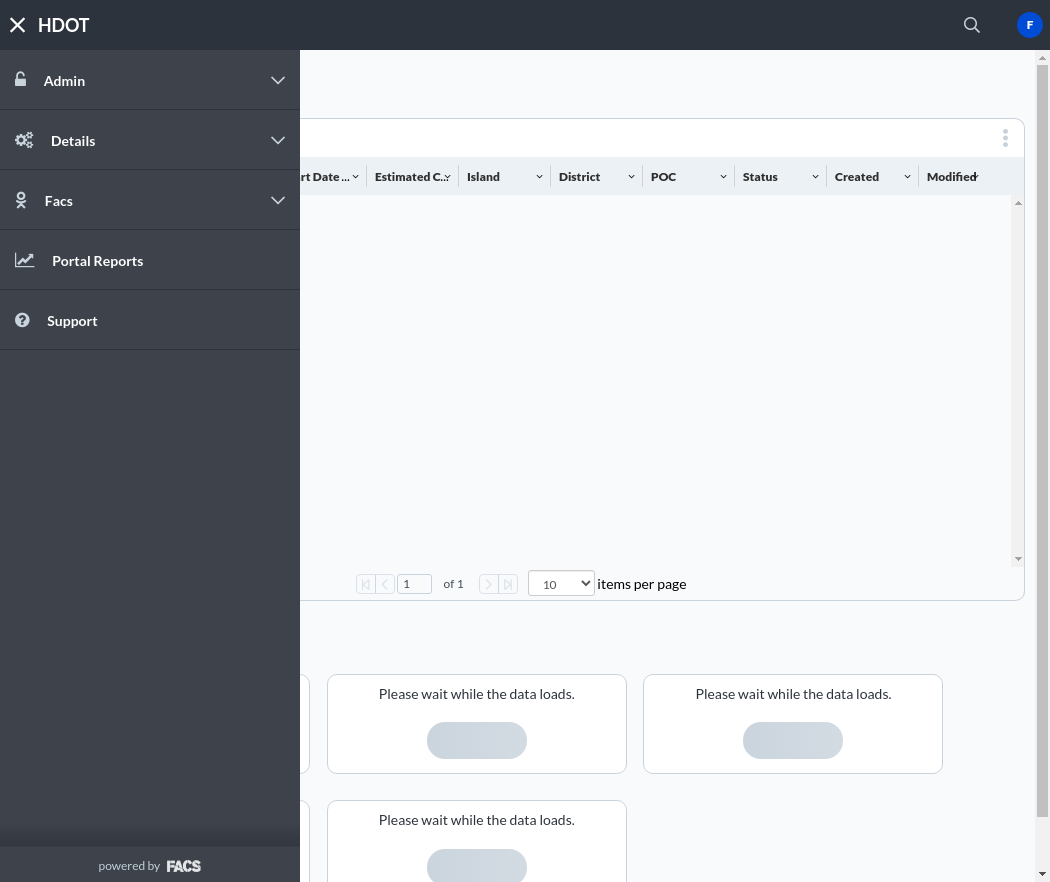 HDOT
F
Admin
Details
Facs
Portal Reports
Support
rt Date ... Estimated C... Island District POC Status Created Modified
1 of 1 10 items per page
Please wait while the data loads. Please wait while the data loads.
Please wait while the data loads.
powered by FACS